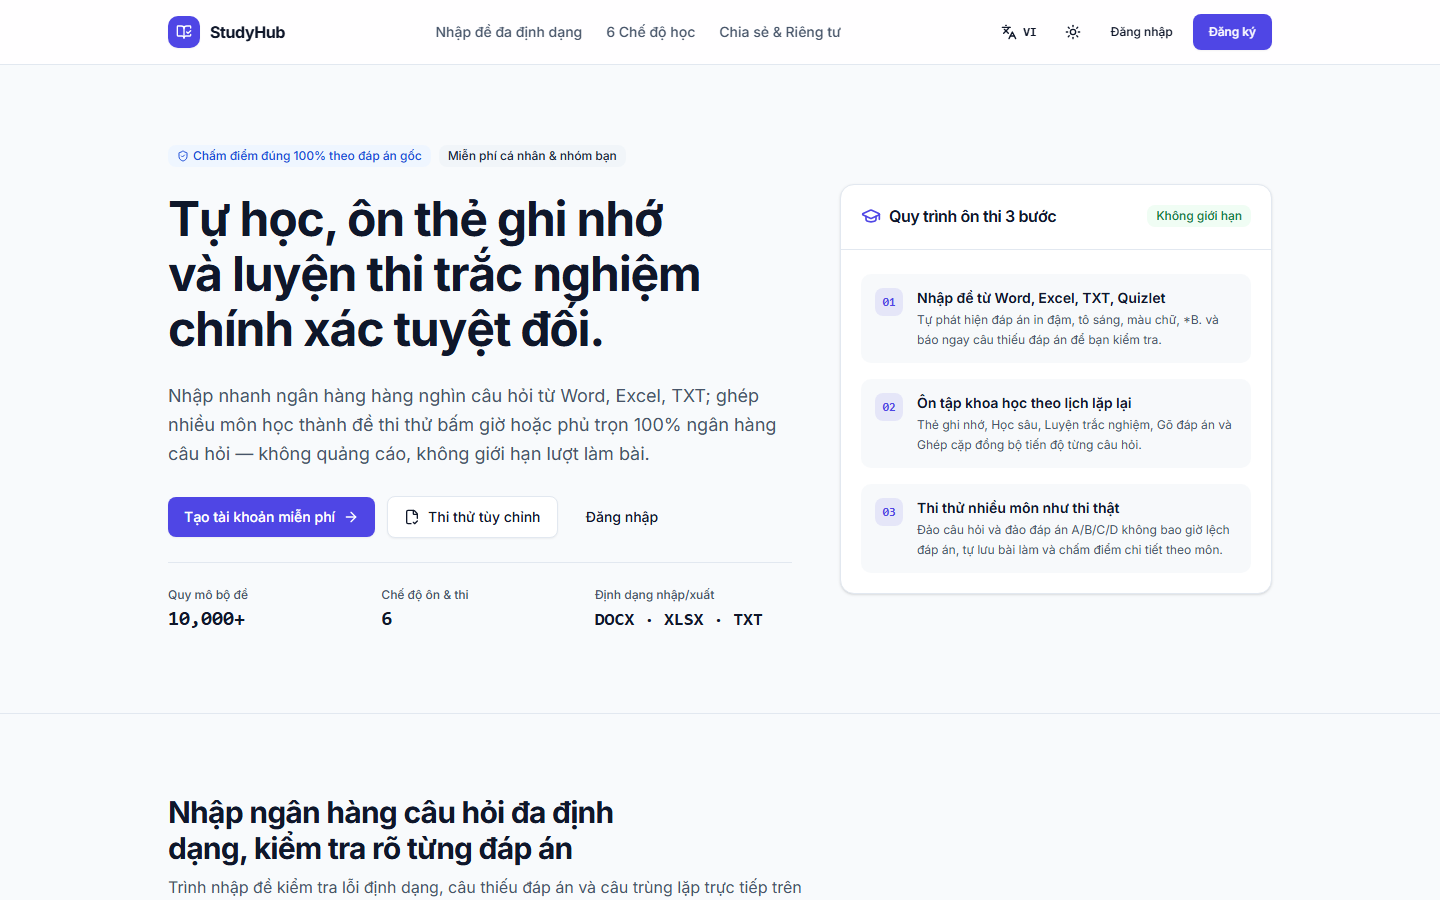 StudyHub
Nhập đề đa định dạng
6 Chế độ học
Chia sẻ & Riêng tư
VI
Đăng nhập
Đăng ký
Chấm điểm đúng 100% theo đáp án gốc
Miễn phí cá nhân & nhóm bạn
Tự học, ôn thẻ ghi nhớ
và luyện thi trắc nghiệm
chính xác tuyệt đối.
Nhập nhanh ngân hàng hàng nghìn câu hỏi từ Word, Excel, TXT; ghép
nhiều môn học thành đề thi thử bấm giờ hoặc phủ trọn 100% ngân hàng
câu hỏi — không quảng cáo, không giới hạn lượt làm bài.
Tạo tài khoản miễn phí
Thi thử tùy chỉnh
Đăng nhập
Quy mô bộ đề
10,000+
Chế độ ôn & thi
6
Định dạng nhập/xuất
DOCX · XLSX · TXT
Quy trình ôn thi 3 bước
Không giới hạn
01
Nhập đề từ Word, Excel, TXT, Quizlet
Tự phát hiện đáp án in đậm, tô sáng, màu chữ, *B. và
báo ngay câu thiếu đáp án để bạn kiểm tra.
02
Ôn tập khoa học theo lịch lặp lại
Thẻ ghi nhớ, Học sâu, Luyện trắc nghiệm, Gõ đáp án và
Ghép cặp đồng bộ tiến độ từng câu hỏi.
03
Thi thử nhiều môn như thi thật
Đảo câu hỏi và đảo đáp án A/B/C/D không bao giờ lệch
đáp án, tự lưu bài làm và chấm điểm chi tiết theo môn.
Nhập ngân hàng câu hỏi đa định
dạng, kiểm tra rõ từng đáp án
Trình nhập đề kiểm tra lỗi định dạng, câu thiếu đáp án và câu trùng lặp trực tiếp trên